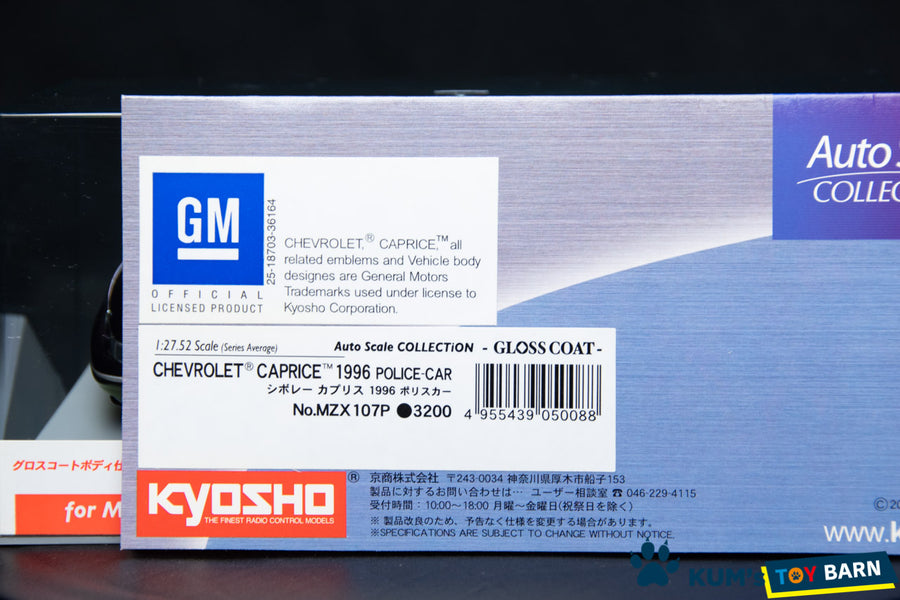 Auto
COLLEC
GM
OFFICIAL
LICENSED PRODUCT
25-18703-36164
CHEVROLET,® CAPRICE,™ all
related emblems and Vehicle body
designes are General Motors
Trademarks used under license to
Kyosho Corporation.
1:27.52 Scale (Series Average)
Auto Scale COLLECTiON - GLOSS COAT -
CHEVROLET® CAPRICE™ 1996 POLICE-CAR
シボレー カプリス 1996 ポリスカー
No.MZX107P ●3200
4 955439 050088
グロスコートボディ仕
for M
KYOSHO ®
THE FINEST RADIO CONTROL MODELS
京商株式会社 〒243-0034 神奈川県厚木市船子153
製品に対するお問い合わせは… ユーザー相談室 ☎ 046-229-4115
受付時間:10:00~18:00 月曜~金曜日(祝祭日を除く)
※ 製品改良のため、予告なく仕様を変更する場合があります。
※SPECIFICATIONS ARE SUBJECT TO CHANGE WITHOUT NOTICE.
©20
www.k
KUM'S
TOY BARN